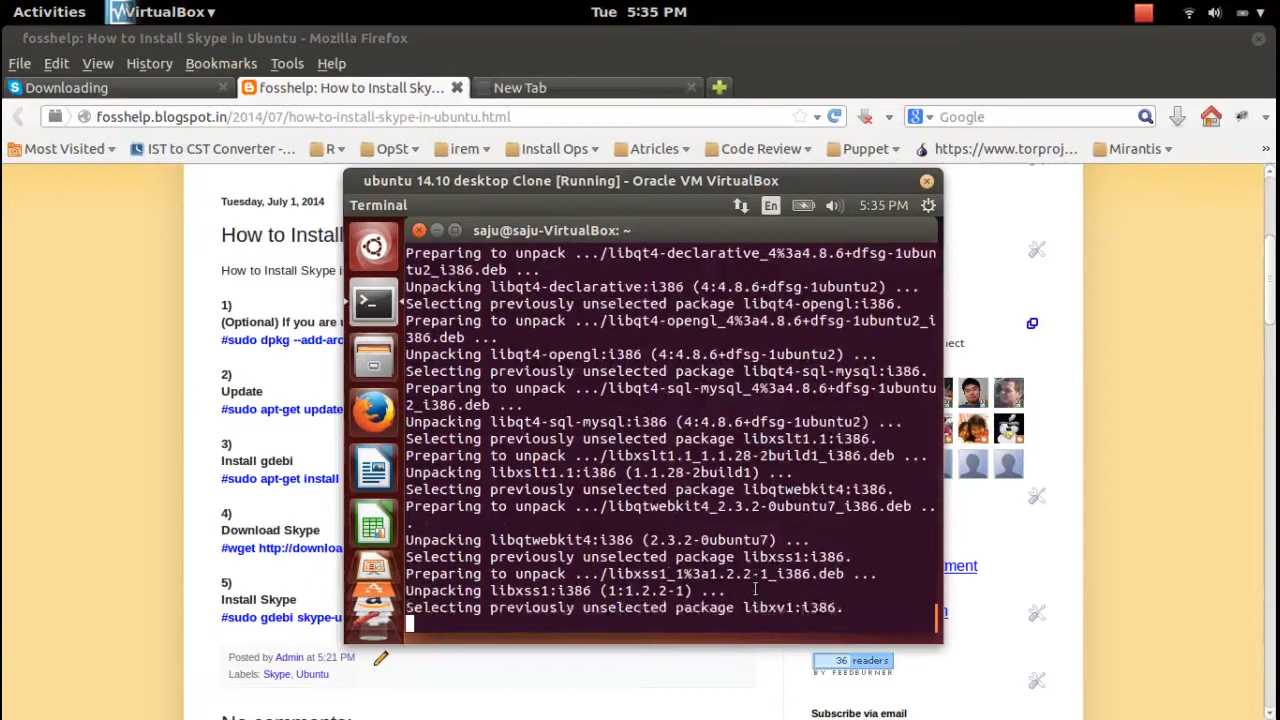 Activities
VirtualBox ▾
Tue 5:35 PM
fosshelp: How to Install Skype in Ubuntu - Mozilla Firefox
File Edit View History Bookmarks Tools Help
Downloading
fosshelp: How to Install Sky...
New Tab
fosshelp.blogspot.in/2014/07/how-to-install-skype-in-ubuntu.html
Google
Most Visited ▾ IST to CST Converter -... R ▾ OpSt ▾ irem ▾ Install Ops ▾ Atricles ▾ Code Review ▾ Puppet ▾ https://www.torproj... Mirantis ▾ »
ubuntu 14.10 desktop Clone [Running] - Oracle VM VirtualBox
Terminal
En
5:35 PM
saju@saju-VirtualBox: ~
Preparing to unpack .../libqt4-declarative_4%3a4.8.6+dfsg-1ubun
tu2_i386.deb ...
Unpacking libqt4-declarative:i386 (4:4.8.6+dfsg-1ubuntu2) ...
Selecting previously unselected package libqt4-opengl:i386.
Preparing to unpack .../libqt4-opengl_4%3a4.8.6+dfsg-1ubuntu2_i
386.deb ...
Unpacking libqt4-opengl:i386 (4:4.8.6+dfsg-1ubuntu2) ...
Selecting previously unselected package libqt4-sql-mysql:i386.
Preparing to unpack .../libqt4-sql-mysql_4%3a4.8.6+dfsg-1ubuntu
2_i386.deb ...
Unpacking libqt4-sql-mysql:i386 (4:4.8.6+dfsg-1ubuntu2) ...
Selecting previously unselected package libxslt1.1:i386.
Preparing to unpack .../libxslt1.1_1.1.28-2build1_i386.deb ...
Unpacking libxslt1.1:i386 (1.1.28-2build1) ...
Selecting previously unselected package libqtwebkit4:i386.
Preparing to unpack .../libqtwebkit4_2.3.2-0ubuntu7_i386.deb ..
.
Unpacking libqtwebkit4:i386 (2.3.2-0ubuntu7) ...
Selecting previously unselected package libxss1:i386.
Preparing to unpack .../libxss1_1%3a1.2.2-1_i386.deb ...
Unpacking libxss1:i386 (1:1.2.2-1) ...
Selecting previously unselected package libxv1:i386.
Tuesday, July 1, 2014
How to Install
How to Install Skype i
1)
(Optional) If you are u
#sudo dpkg --add-arc
2)
Update
#sudo apt-get update
3)
Install gdebi
#sudo apt-get install
4)
Download Skype
#wget http://downloa
5)
Install Skype
#sudo gdebi skype-u
Posted by Admin at 5:21 PM
Labels: Skype, Ubuntu
No comments:
nect
mment
36 readers
BY FEEDBURNER
Subscribe via email